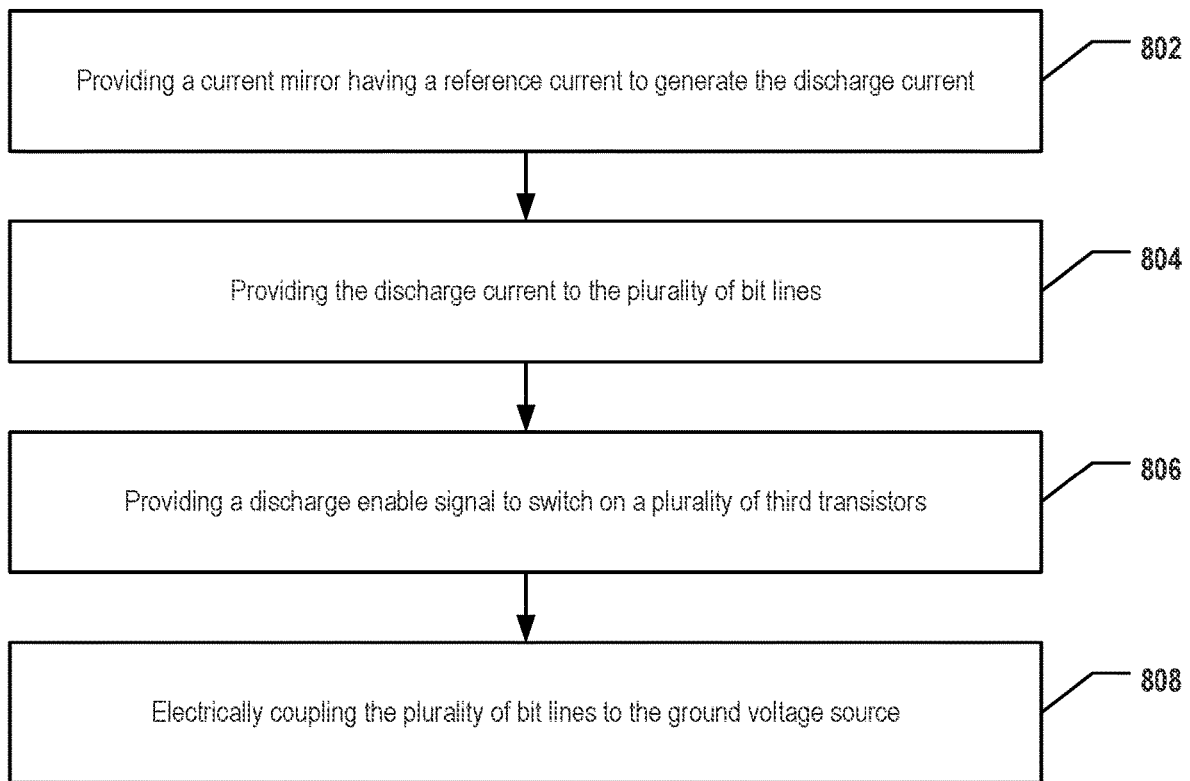 Providing a current mirror having a reference current to generate the discharge current
802
Providing the discharge current to the plurality of bit lines
804
Providing a discharge enable signal to switch on a plurality of third transistors
806
Electrically coupling the plurality of bit lines to the ground voltage source
808